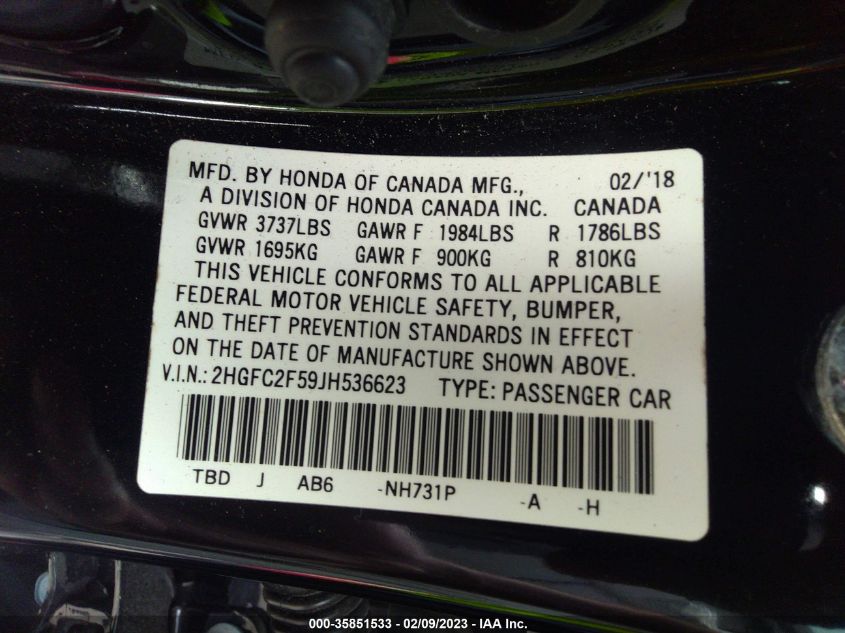 MFD. BY HONDA OF CANADA MFG., 02/'18
A DIVISION OF HONDA CANADA INC. CANADA
GVWR 3737LBS GAWR F 1984LBS R 1786LBS
GVWR 1695KG GAWR F 900KG R 810KG
THIS VEHICLE CONFORMS TO ALL APPLICABLE
FEDERAL MOTOR VEHICLE SAFETY, BUMPER,
AND THEFT PREVENTION STANDARDS IN EFFECT
ON THE DATE OF MANUFACTURE SHOWN ABOVE.
V.I.N.: 2HGFC2F59JH536623 TYPE: PASSENGER CAR
TBD J AB6 -NH731P -A -H
000-35851533 — 02/09/2023 — IAA Inc.